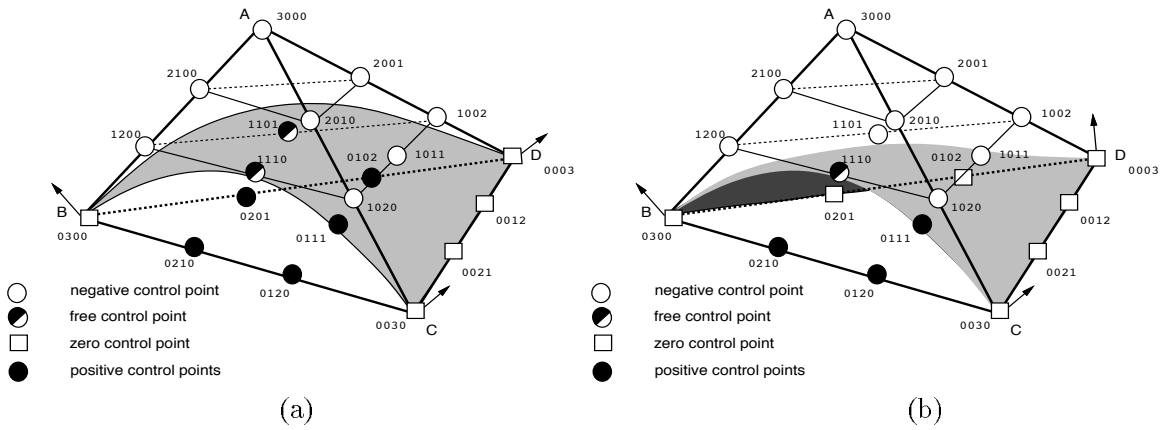 A
3000
2100
2001
1200
1101
2010
1002
1110
0102
1011
D
0003
B
0300
0201
1020
0012
0111
0210
0021
0120
0030
C
negative control point
free control point
zero control point
positive control points
(a)
A
3000
2100
2001
1200
1101
2010
1002
1110
0102
1011
D
0003
B
0300
0201
1020
0012
0111
0210
0021
0120
0030
C
negative control point
free control point
zero control point
positive control points
(b)